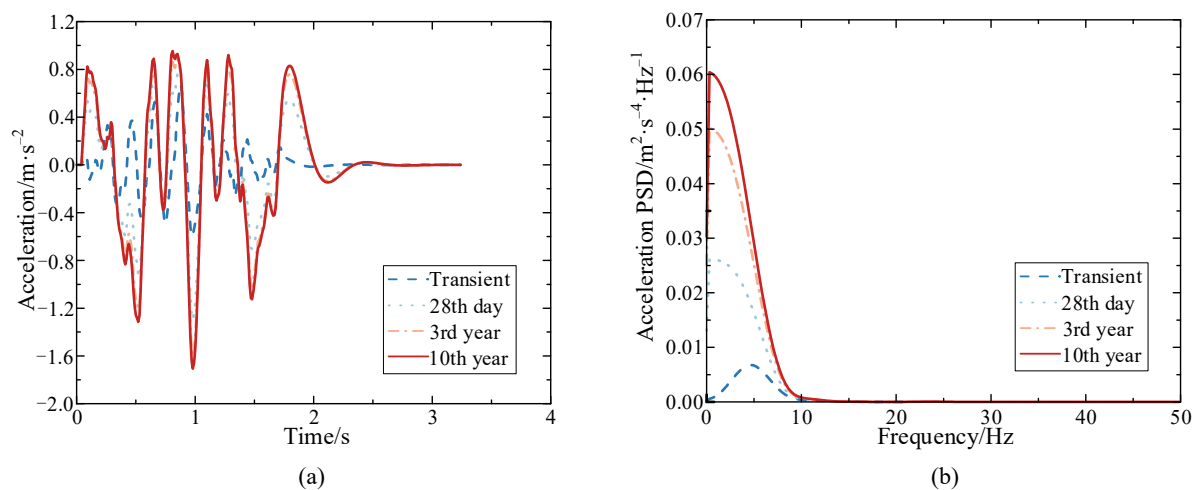 1.2
0.8
0.4
0.0
−0.4
−0.8
−1.2
−1.6
−2.0
Acceleration/m·s⁻²
0
1
2
3
4
Time/s
Transient
28th day
3rd year
10th year
(a)
0.07
0.06
0.05
0.04
0.03
0.02
0.01
0.00
Acceleration PSD/m²·s⁻⁴·Hz⁻¹
0
10
20
30
40
50
Frequency/Hz
Transient
28th day
3rd year
10th year
(b)